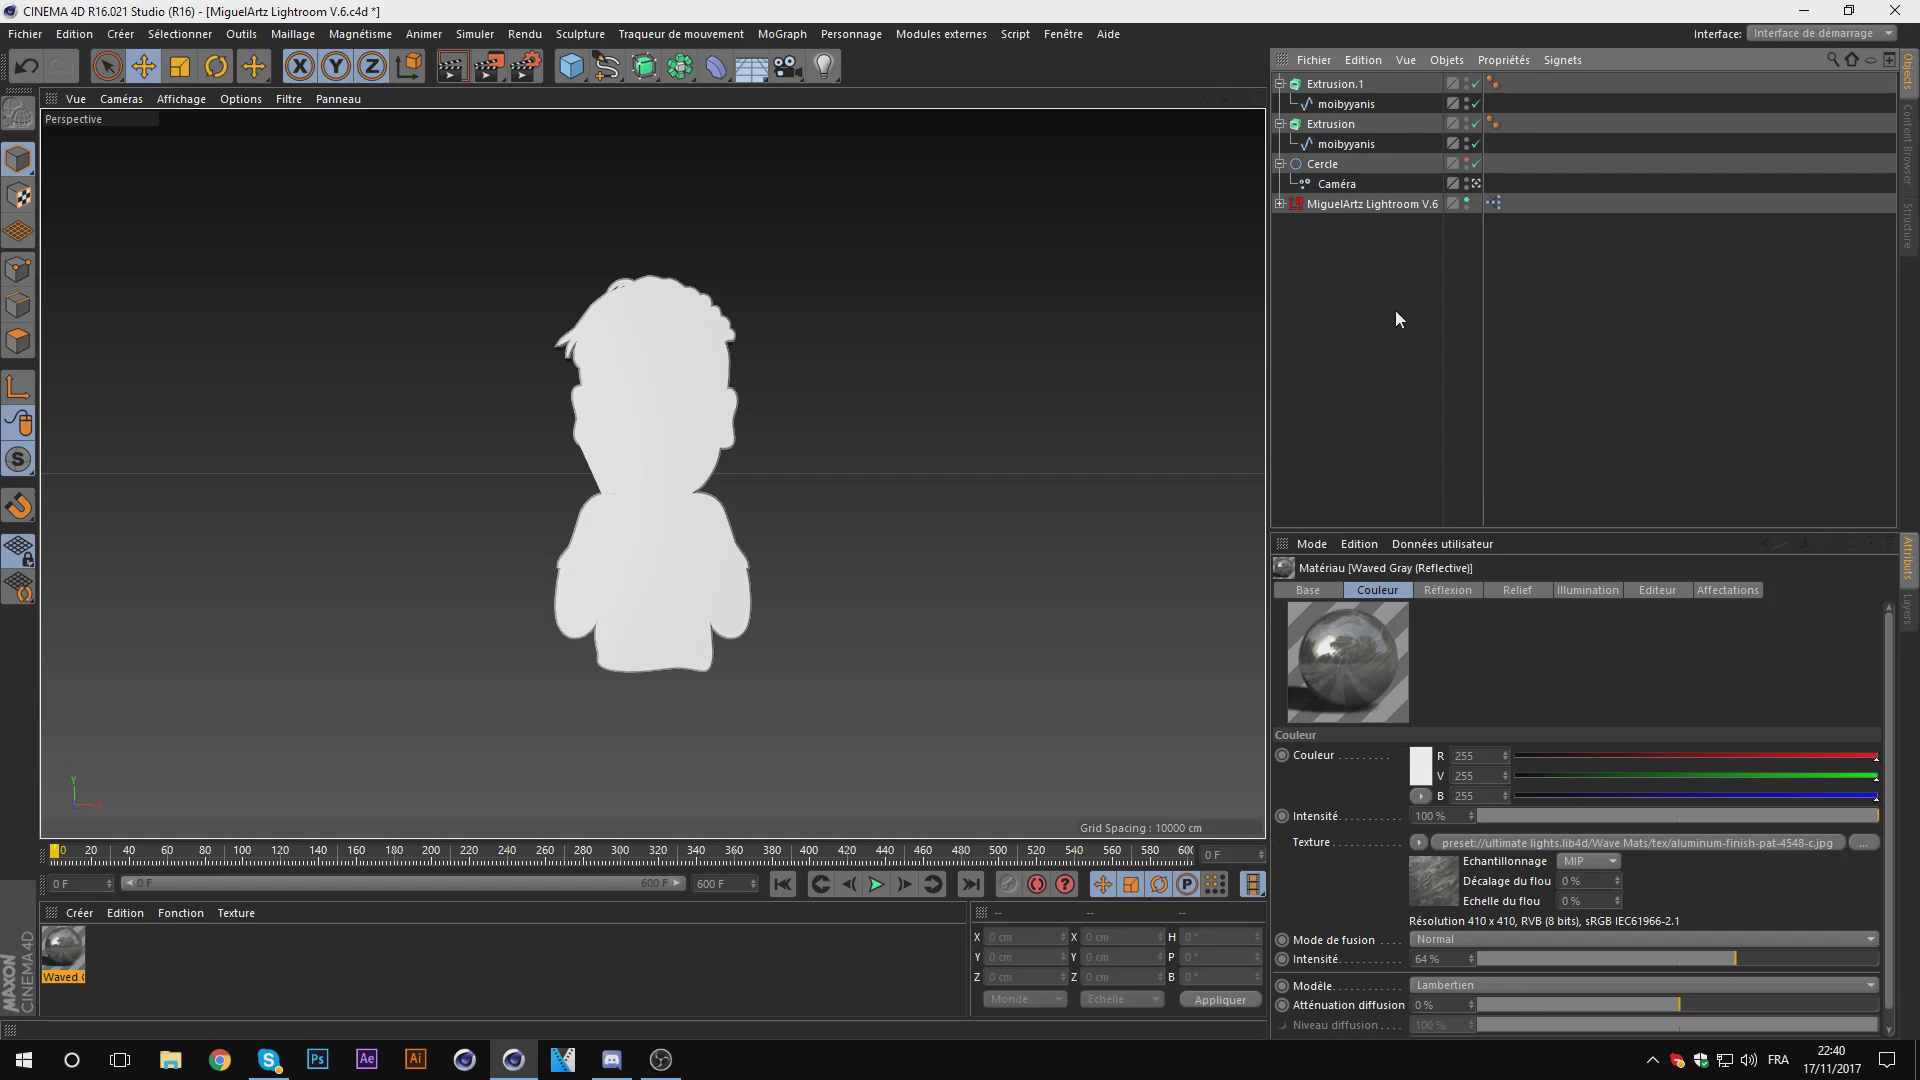 CINEMA 4D R16.021 Studio (R16) - [MiguelArtz Lightroom V.6.c4d *]
Fichier Edition Créer Sélectionner Outils Maillage Magnétisme Animer Simuler Rendu Sculpture Traqueur de mouvement MoGraph Personnage Modules externes Script Fenêtre Aide
Interface: Interface de démarrage
Vue Caméras Affichage Options Filtre Panneau
Perspective
Y
X
Grid Spacing : 10000 cm
Fichier Edition Vue Objets Propriétés Signets
Extrusion.1
moibyyanis
Extrusion
moibyyanis
Cercle
Caméra
MiguelArtz Lightroom V.6
Objets
Content Browser
Structure
Mode Edition Données utilisateur
Matériau [Waved Gray (Reflective)]
Base Couleur Réflexion Relief Illumination Editeur Affectations
Attributs
Layers
Couleur
Couleur R 255
V 255
B 255
Intensité 100 %
Texture preset://ultimate lights.lib4d/Wave Mats/tex/aluminum-finish-pat-4548-c.jpg ...
Echantillonnage MIP
Décalage du flou 0 %
Echelle du flou 0 %
Résolution 410 x 410, RVB (8 bits), sRGB IEC61966-2.1
Mode de fusion Normal
Intensité 64 %
Modèle Lambertien
Atténuation diffusion 0 %
Niveau diffusion 100 %
0 20 40 60 80 100 120 140 160 180 200 220 240 260 280 300 320 340 360 380 400 420 440 460 480 500 520 540 560 580 60 0 F
0 F 0 F 600 F 600 F
Créer Edition Fonction Texture
Waved
-- -- --
X 0 cm X 0 cm H 0 °
Y 0 cm Y 0 cm P 0 °
Z 0 cm Z 0 cm B 0 °
Monde Echelle Appliquer
MAXON
CINEMA 4D
Ps Ae Ai
FRA
22:40
17/11/2017